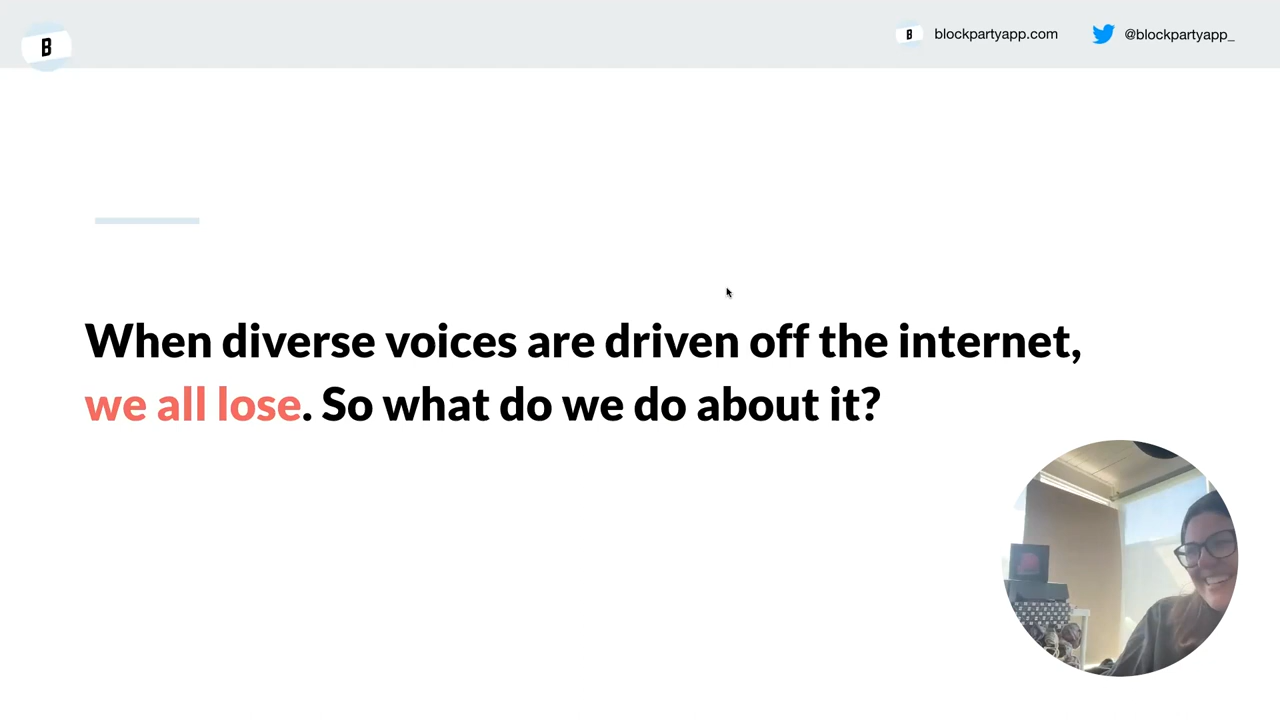 B
B blockpartyapp.com @blockpartyapp_
When diverse voices are driven off the internet,
we all lose. So what do we do about it?